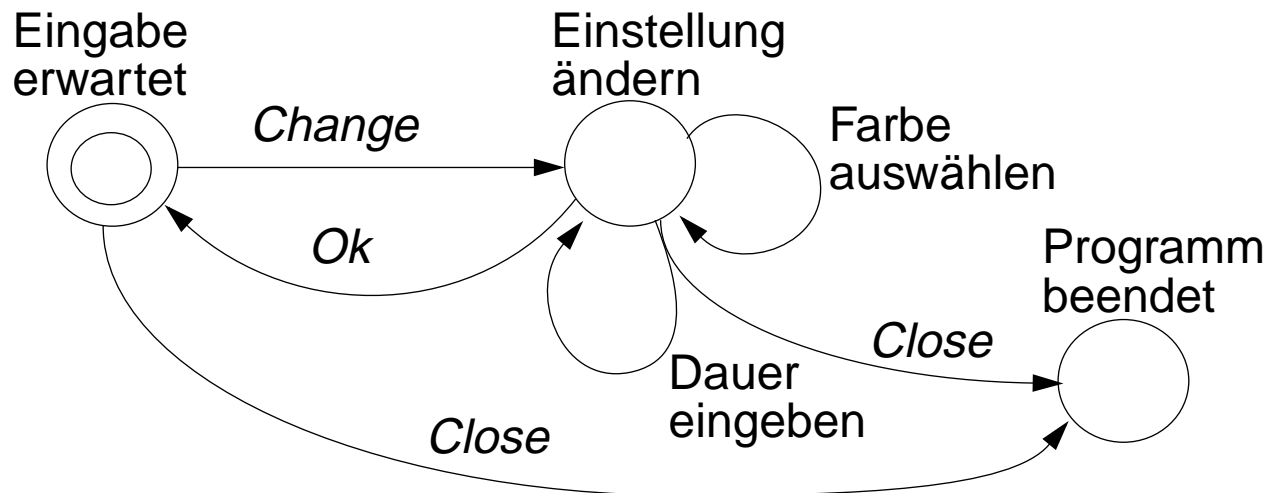 Eingabe
erwartet
Einstellung
ändern
Change
Farbe
auswählen
Ok
Programm
beendet
Close
Dauer
eingeben
Close